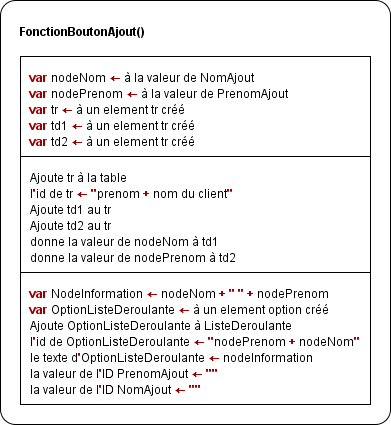 FonctionBoutonAjout()
var nodeNom ← à la valeur de NomAjout
var nodePrenom ← à la valeur de PrenomAjout
var tr ← à un element tr créé
var td1 ← à un element tr créé
var td2 ← à un element tr créé
Ajoute tr à la table
l'id de tr ← "prenom + nom du client"
Ajoute td1 au tr
Ajoute td2 au tr
donne la valeur de nodeNom à td1
donne la valeur de nodePrenom à td2
var NodeInformation ← nodeNom + " " + nodePrenom
var OptionListeDeroulante ← à un element option créé
Ajoute OptionListeDeroulante à ListeDeroulante
l'id de OptionListeDeroulante ← "nodePrenom + nodeNom"
le texte d'OptionListeDeroulante ← nodeInformation
la valeur de l'ID PrenomAjout ← ""
la valeur de l'ID NomAjout ← ""